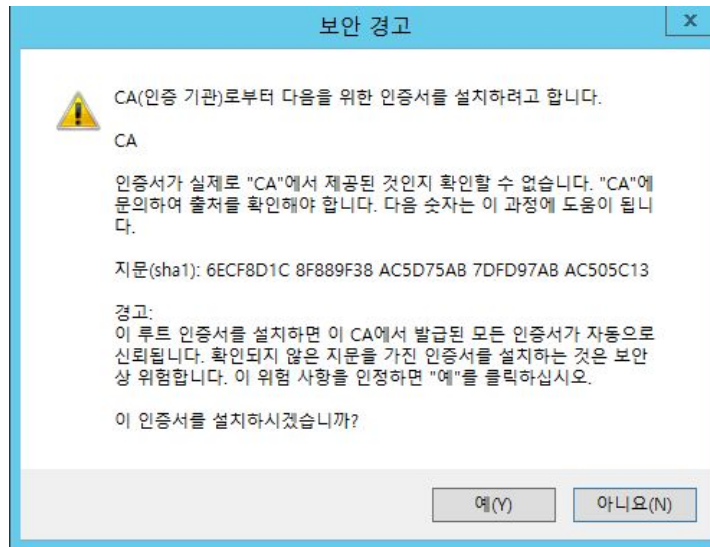 보안 경고
x
CA(인증 기관)로부터 다음을 위한 인증서를 설치하려고 합니다.
CA
인증서가 실제로 "CA"에서 제공된 것인지 확인할 수 없습니다. "CA"에
문의하여 출처를 확인해야 합니다. 다음 숫자는 이 과정에 도움이 됩니
다.
지문(sha1): 6ECF8D1C 8F889F38 AC5D75AB 7DFD97AB AC505C13
경고:
이 루트 인증서를 설치하면 이 CA에서 발급된 모든 인증서가 자동으로
신뢰됩니다. 확인되지 않은 지문을 가진 인증서를 설치하는 것은 보안
상 위험합니다. 이 위험 사항을 인정하면 "예"를 클릭하십시오.
이 인증서를 설치하시겠습니까?
예(Y)
아니요(N)